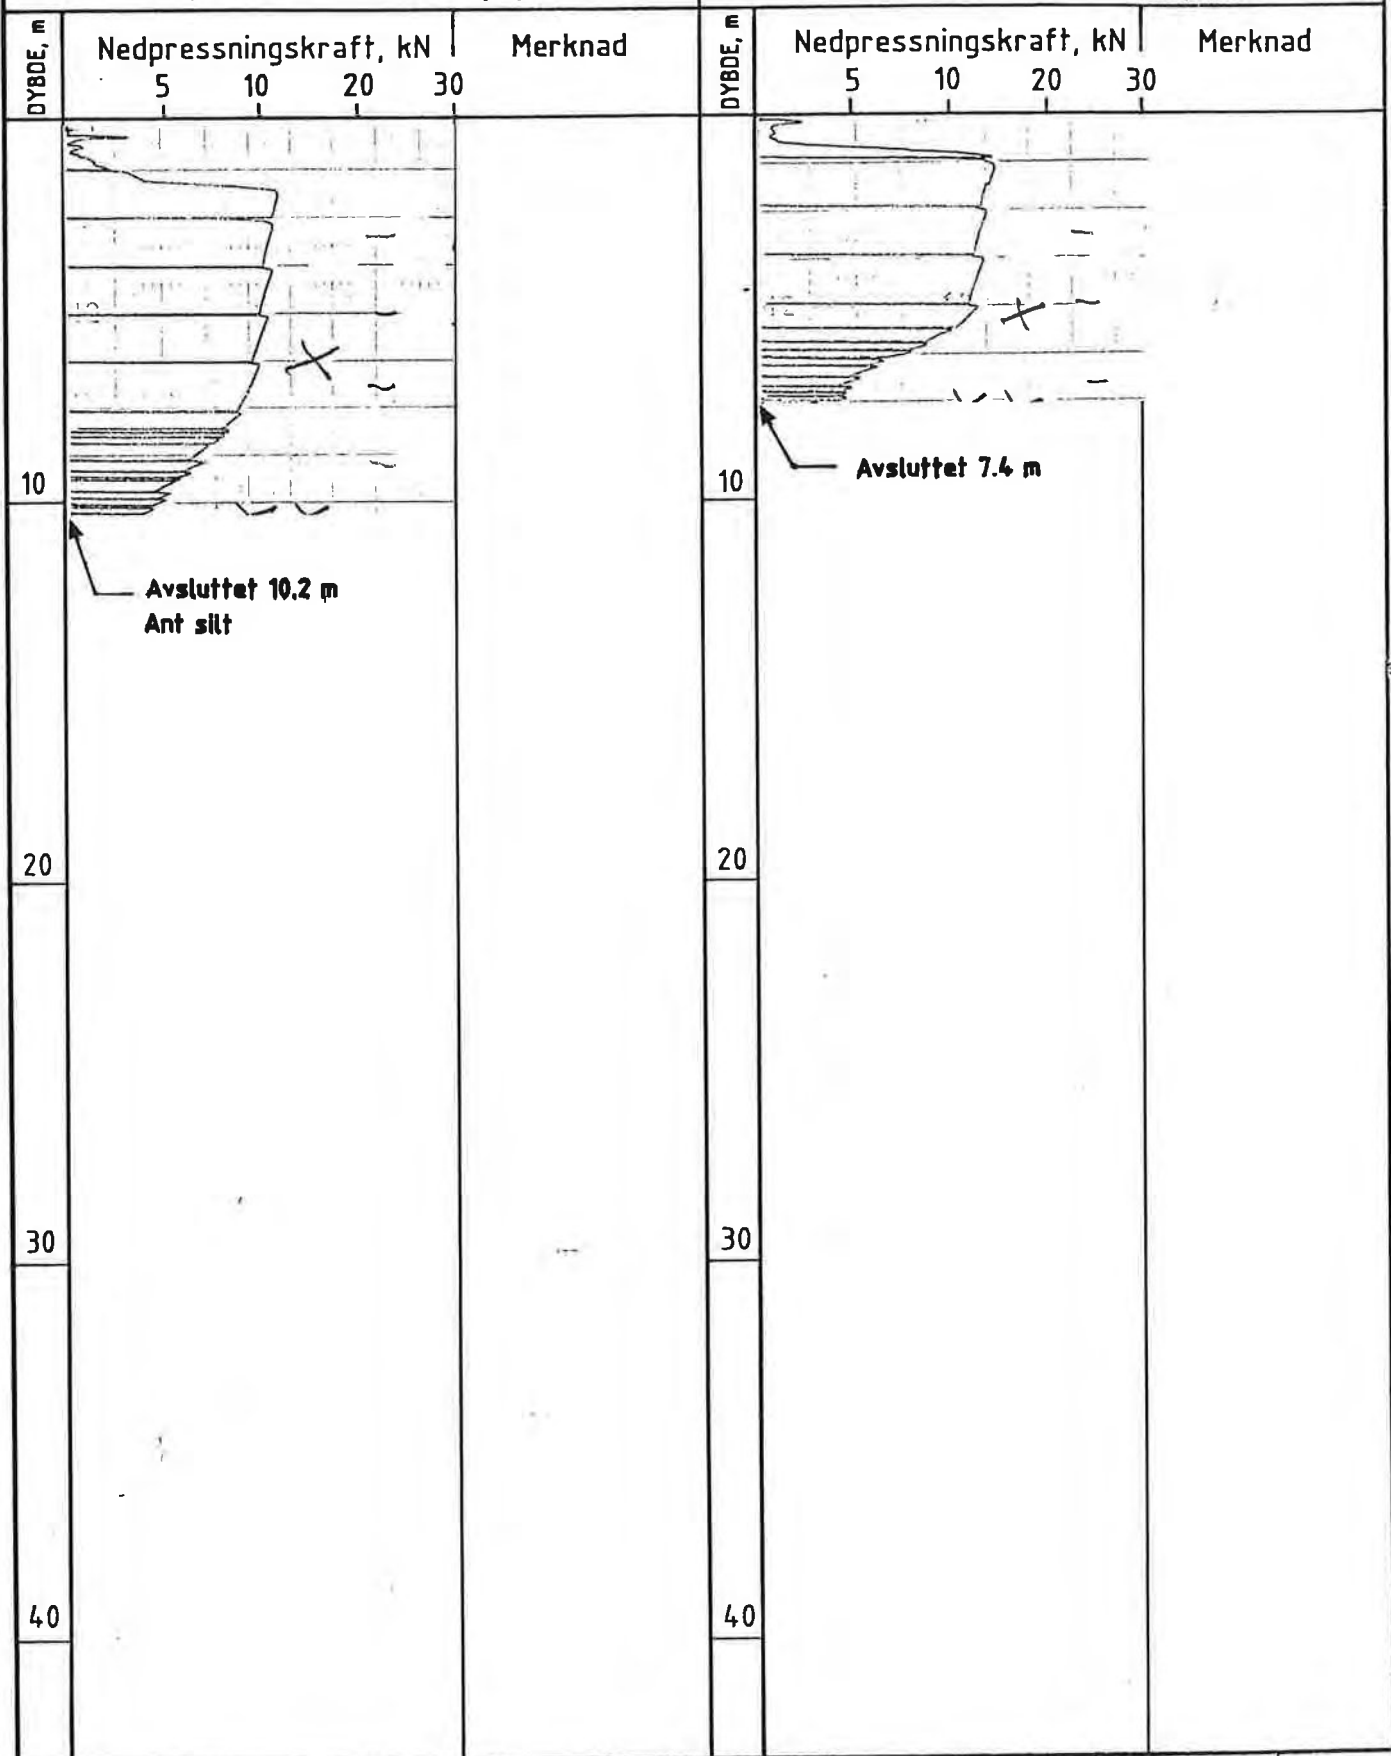 DYBDE, m
Nedpressningskraft, kN
Merknad
5 10 20 30
10
Avsluttet 10.2 m
Ant silt
20
30
40
DYBDE, m
Nedpressningskraft, kN
Merknad
5 10 20 30
10
Avsluttet 7.4 m
20
30
40